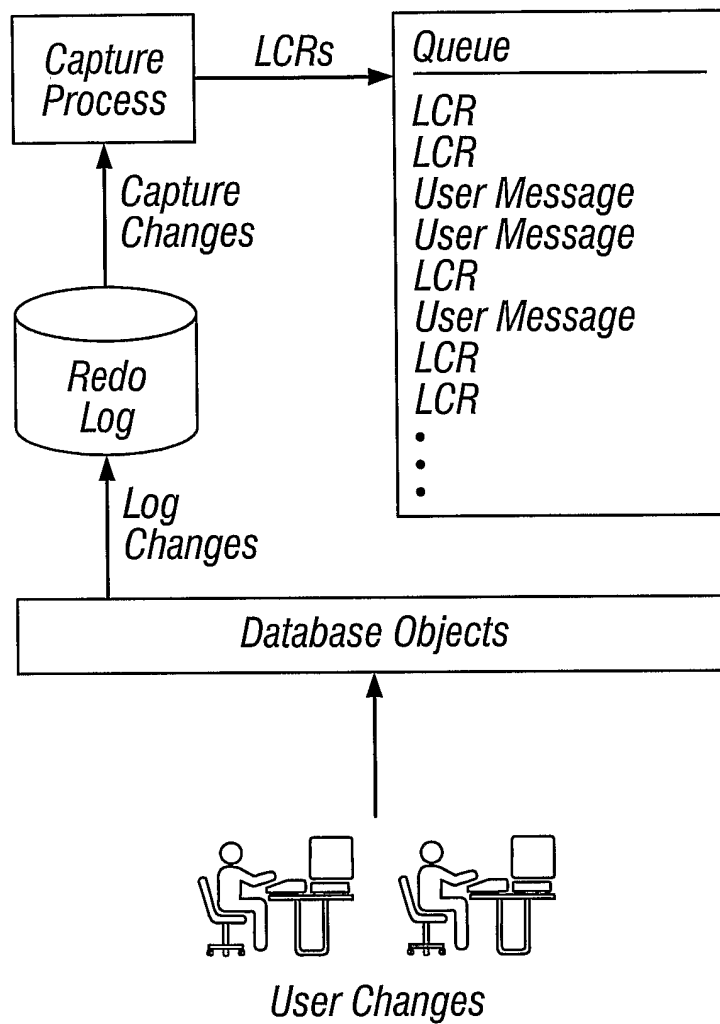 Capture
Process
LCRs
Queue
LCR
LCR
User Message
User Message
LCR
User Message
LCR
LCR
Capture
Changes
Redo
Log
Log
Changes
Database Objects
User Changes